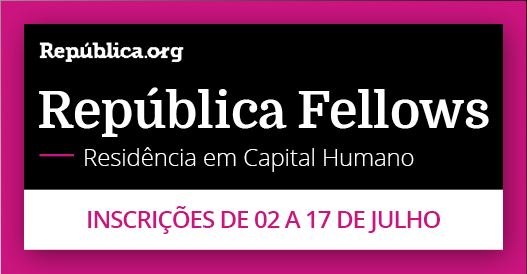 República.org
República Fellows
Residência em Capital Humano
INSCRIÇÕES DE 02 A 17 DE JULHO